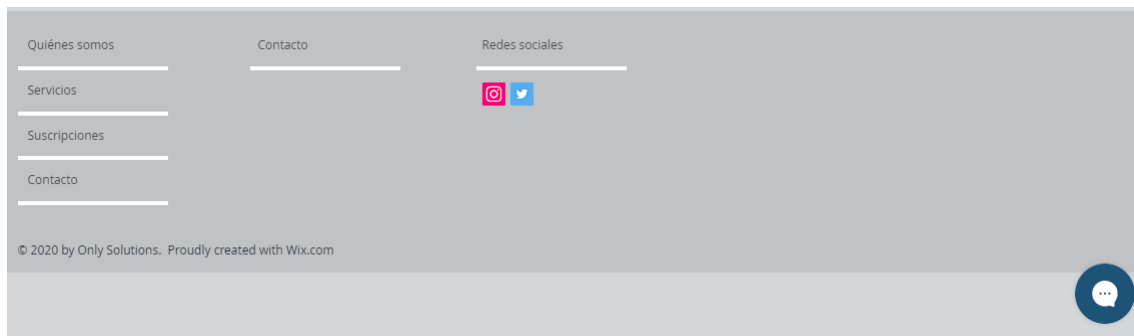 Quiénes somos
Servicios
Suscripciones
Contacto
Contacto
Redes sociales
© 2020 by Only Solutions. Proudly created with Wix.com